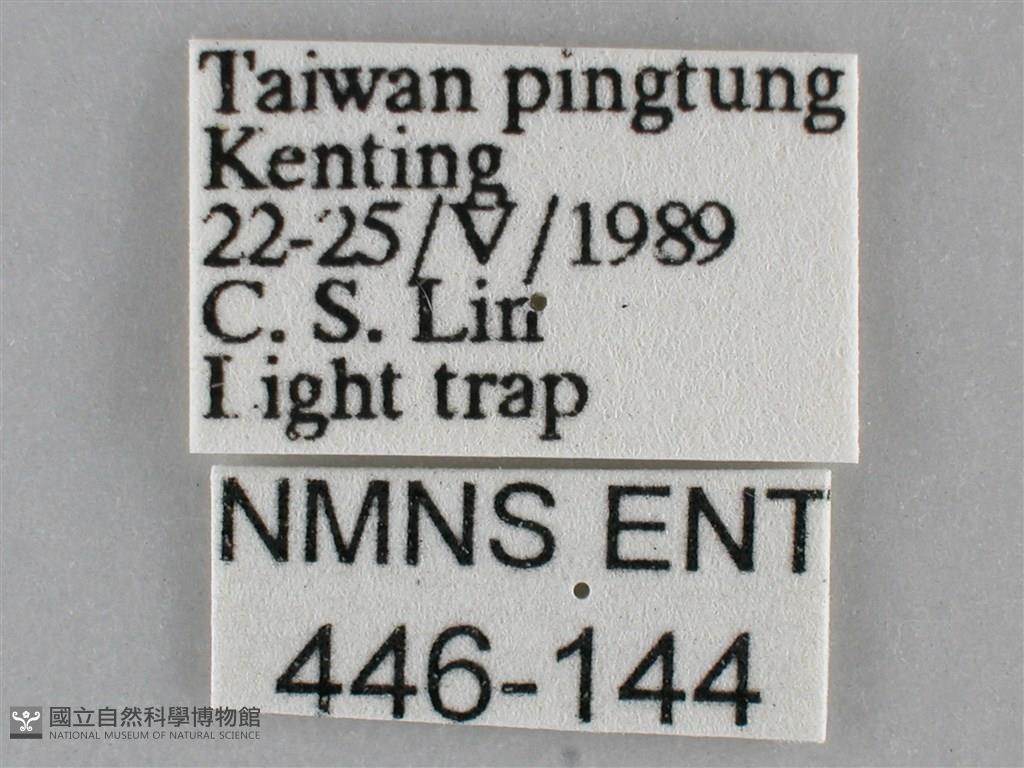 Taiwan pingtung
Kenting
22-25/V/1989
C. S. Lin
Light trap
NMNS ENT
446-144
國立自然科學博物館
NATIONAL MUSEUM OF NATURAL SCIENCE